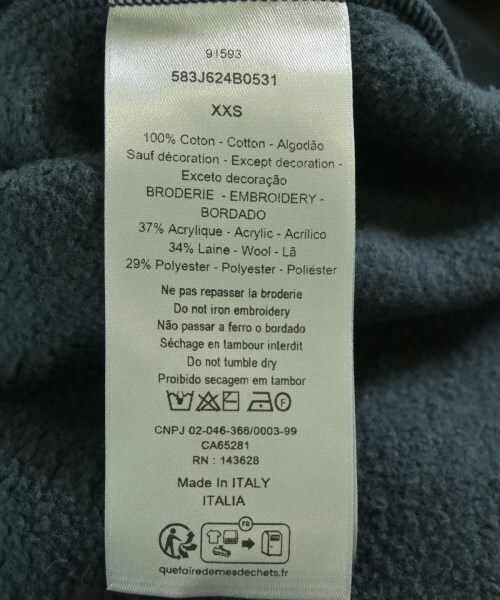 91593
583J624B0531
XXS
100% Coton - Cotton - Algodão
Sauf décoration - Except decoration -
Exceto decoração
BRODERIE - EMBROIDERY -
BORDADO
37% Acrylique - Acrylic - Acrílico
34% Laine - Wool - Lã
29% Polyester - Polyester - Poliéster
Ne pas repasser la broderie
Do not iron embroidery
Não passar a ferro o bordado
Séchage en tambour interdit
Do not tumble dry
Proibido secagem em tambor
F
CNPJ 02-046-366/0003-99
CA65281
RN : 143628
Made In ITALY
ITALIA
FR
quefairedemesdechets.fr